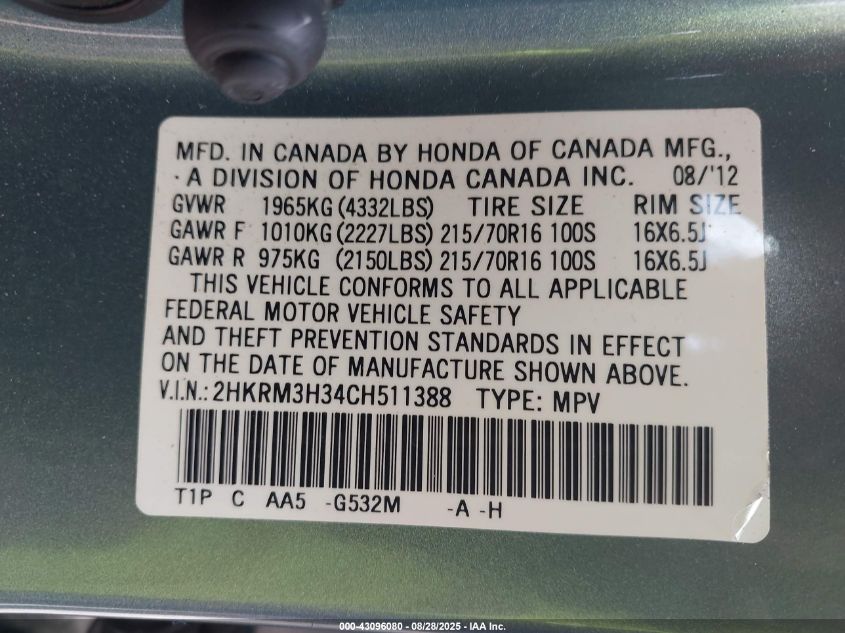 MFD. IN CANADA BY HONDA OF CANADA MFG.,
A DIVISION OF HONDA CANADA INC. 08/'12
GVWR 1965KG (4332LBS) TIRE SIZE RIM SIZE
GAWR F 1010KG (2227LBS) 215/70R16 100S 16X6.5J
GAWR R 975KG (2150LBS) 215/70R16 100S 16X6.5J
THIS VEHICLE CONFORMS TO ALL APPLICABLE
FEDERAL MOTOR VEHICLE SAFETY
AND THEFT PREVENTION STANDARDS IN EFFECT
ON THE DATE OF MANUFACTURE SHOWN ABOVE.
V.I.N.: 2HKRM3H34CH511388 TYPE: MPV
T1P C AA5 -G532M -A -H
000-43096080 - 08/28/2025 - IAA Inc.